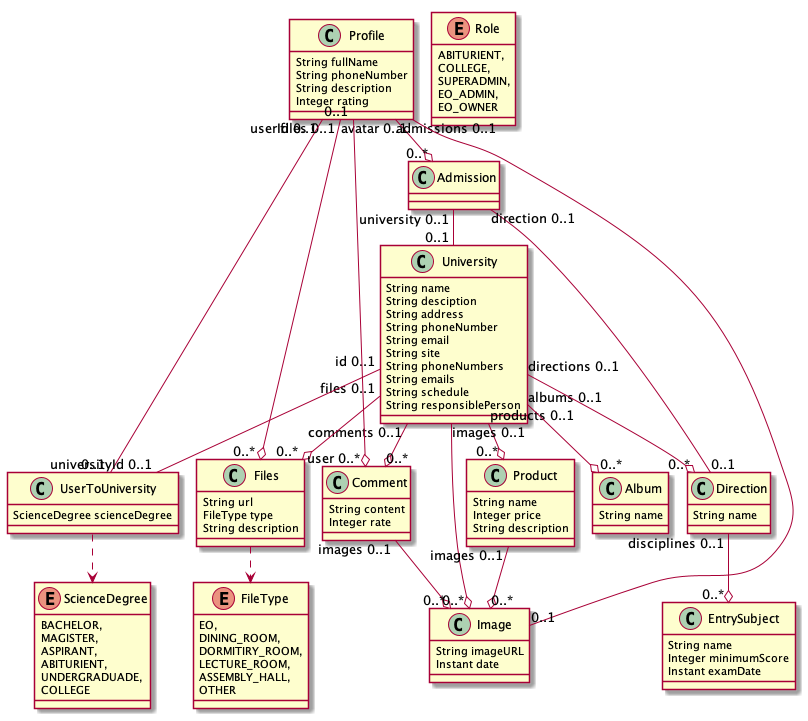 C Profile
String fullName
String phoneNumber
String description
Integer rating
E Role
ABITURIENT,
COLLEGE,
SUPERADMIN,
EO_ADMIN,
EO_OWNER
0..1
files 0..1
avatar 0..1
admissions 0..1
0..*
C Admission
university 0..1
direction 0..1
0..1
C University
String name
String desciption
String address
String phoneNumber
String email
String site
String phoneNumbers
String emails
String schedule
String responsiblePerson
id 0..1
directions 0..1
files 0..1
albums 0..1
products 0..1
comments 0..1
images 0..1
0..*
0..*
user 0..*
0..*
0..*
0..*
0..*
0..1
universityId 0..1
0..1
C UserToUniversity
ScienceDegree scienceDegree
C Files
String url
FileType type
String description
C Comment
String content
Integer rate
C Product
String name
Integer price
String description
C Album
String name
C Direction
String name
images 0..1
images 0..1
disciplines 0..1
E ScienceDegree
BACHELOR,
MAGISTER,
ASPIRANT,
ABITURIENT,
UNDERGRADUADE,
COLLEGE
E FileType
EO,
DINING_ROOM,
DORMITIRY_ROOM,
LECTURE_ROOM,
ASSEMBLY_HALL,
OTHER
0..*
0..*
0..*
0..1
C Image
String imageURL
Instant date
0..*
C EntrySubject
String name
Integer minimumScore
Instant examDate